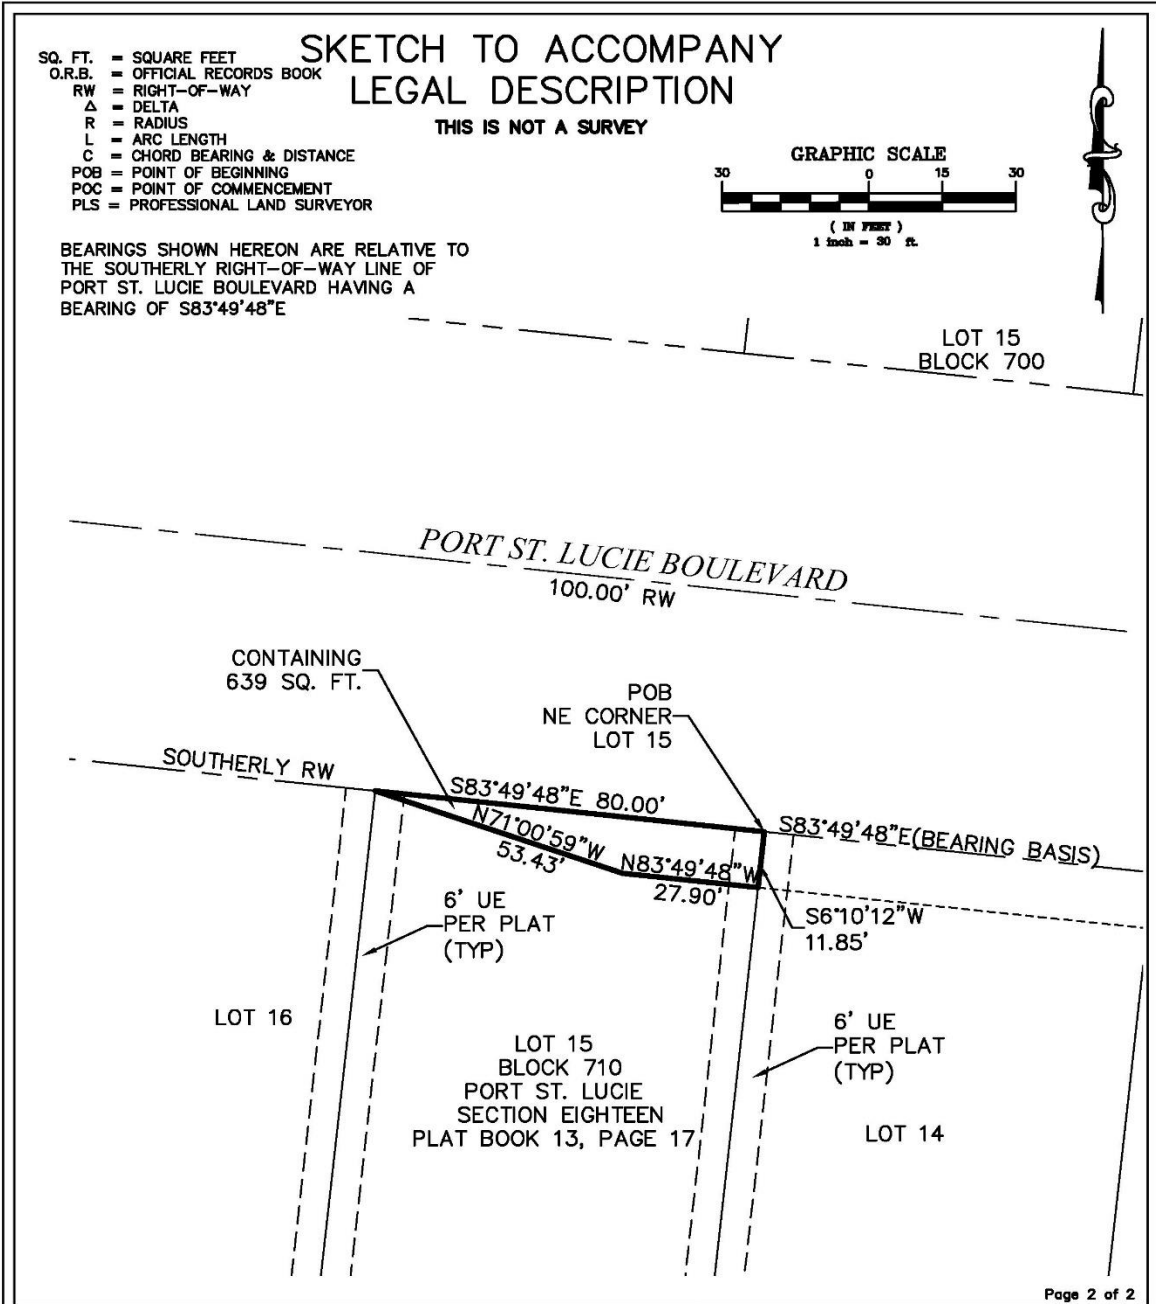 SKETCH TO ACCOMPANY
LEGAL DESCRIPTION
THIS IS NOT A SURVEY
SQ. FT. = SQUARE FEET
O.R.B. = OFFICIAL RECORDS BOOK
RW = RIGHT-OF-WAY
Δ = DELTA
R = RADIUS
L = ARC LENGTH
C = CHORD BEARING & DISTANCE
POB = POINT OF BEGINNING
POC = POINT OF COMMENCEMENT
PLS = PROFESSIONAL LAND SURVEYOR
GRAPHIC SCALE
30 0 15 30
( IN FEET )
1 inch = 30 ft.
BEARINGS SHOWN HEREON ARE RELATIVE TO
THE SOUTHERLY RIGHT-OF-WAY LINE OF
PORT ST. LUCIE BOULEVARD HAVING A
BEARING OF S83°49'48"E
LOT 15
BLOCK 700
PORT ST. LUCIE BOULEVARD
100.00' RW
CONTAINING
639 SQ. FT.
POB
NE CORNER
LOT 15
SOUTHERLY RW
S83°49'48"E 80.00'
S83°49'48"E(BEARING BASIS)
N71°00'59"W
53.43'
N83°49'48"W
27.90'
S6°10'12"W
11.85'
6' UE
PER PLAT
(TYP)
LOT 16
LOT 15
BLOCK 710
PORT ST. LUCIE
SECTION EIGHTEEN
PLAT BOOK 13, PAGE 17
6' UE
PER PLAT
(TYP)
LOT 14
Page 2 of 2